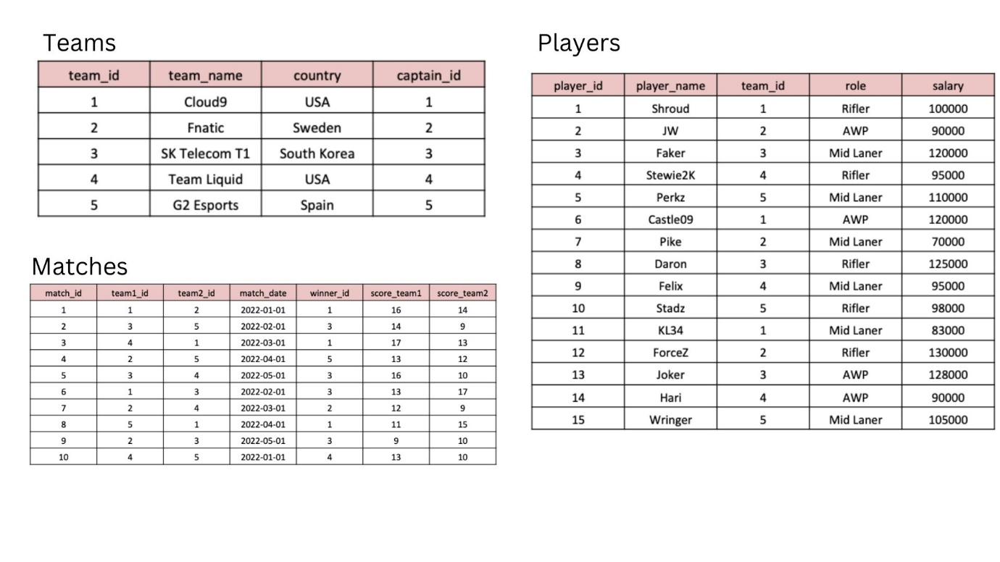 Teams
team_id team_name country captain_id
1 Cloud9 USA 1
2 Fnatic Sweden 2
3 SK Telecom T1 South Korea 3
4 Team Liquid USA 4
5 G2 Esports Spain 5
Matches
match_id team1_id team2_id match_date winner_id score_team1 score_team2
1 1 2 2022-01-01 1 16 14
2 3 5 2022-02-01 3 14 9
3 4 1 2022-03-01 1 17 13
4 2 5 2022-04-01 5 13 12
5 3 4 2022-05-01 3 16 10
6 1 3 2022-02-01 3 13 17
7 2 4 2022-03-01 2 12 9
8 5 1 2022-04-01 1 11 15
9 2 3 2022-05-01 3 9 10
10 4 5 2022-01-01 4 13 10
Players
player_id player_name team_id role salary
1 Shroud 1 Rifler 100000
2 JW 2 AWP 90000
3 Faker 3 Mid Laner 120000
4 Stewie2K 4 Rifler 95000
5 Perkz 5 Mid Laner 110000
6 Castle09 1 AWP 120000
7 Pike 2 Mid Laner 70000
8 Daron 3 Rifler 125000
9 Felix 4 Mid Laner 95000
10 Stadz 5 Rifler 98000
11 KL34 1 Mid Laner 83000
12 ForceZ 2 Rifler 130000
13 Joker 3 AWP 128000
14 Hari 4 AWP 90000
15 Wringer 5 Mid Laner 105000